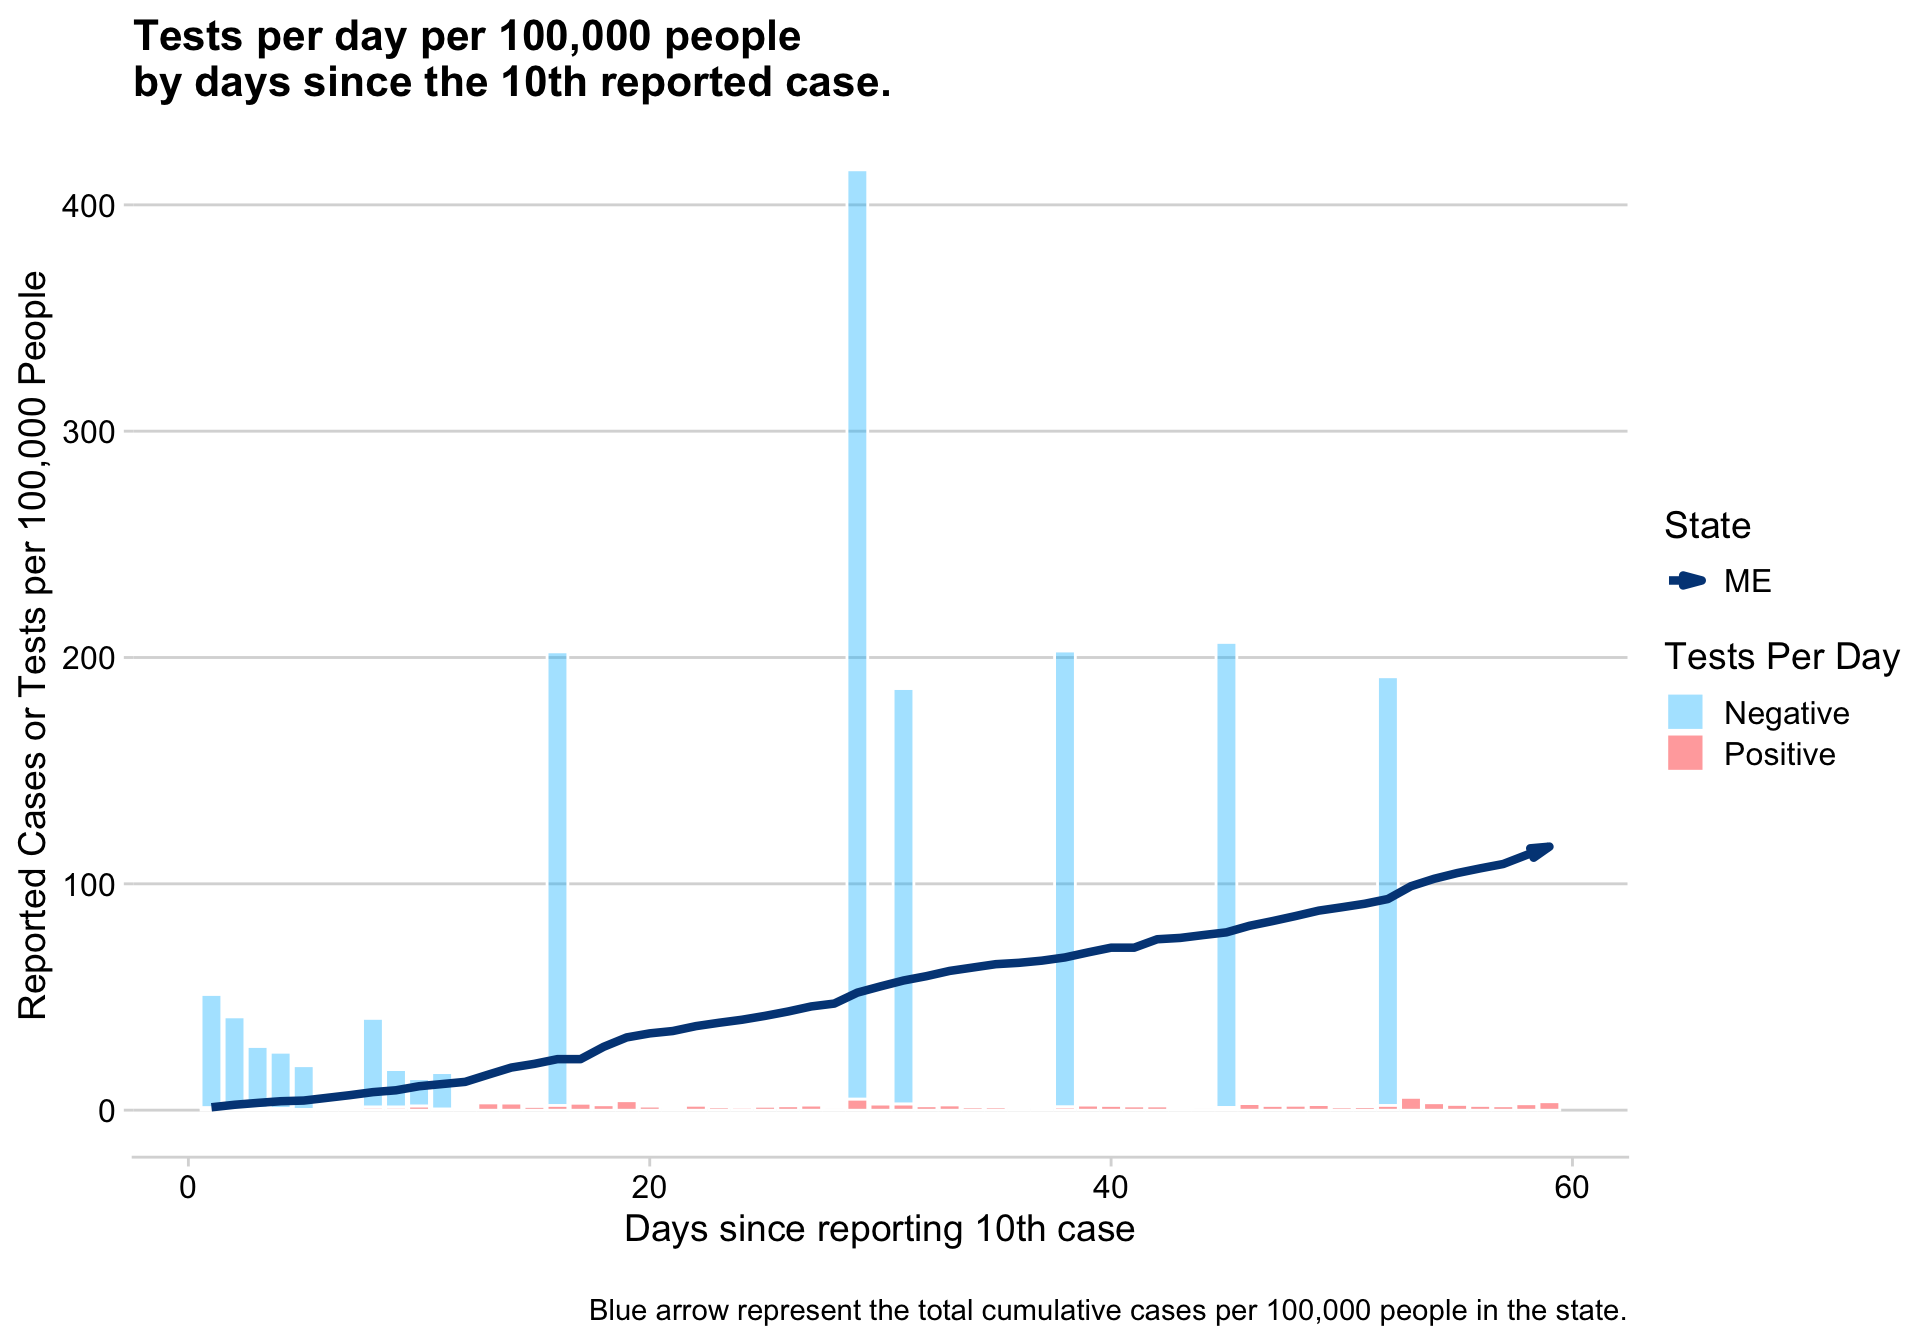 Tests per day per 100,000 people
by days since the 10th reported case.
Reported Cases or Tests per 100,000 People
400
300
200
100
0
0
20
40
60
Days since reporting 10th case
State
ME
Tests Per Day
Negative
Positive
Blue arrow represent the total cumulative cases per 100,000 people in the state.